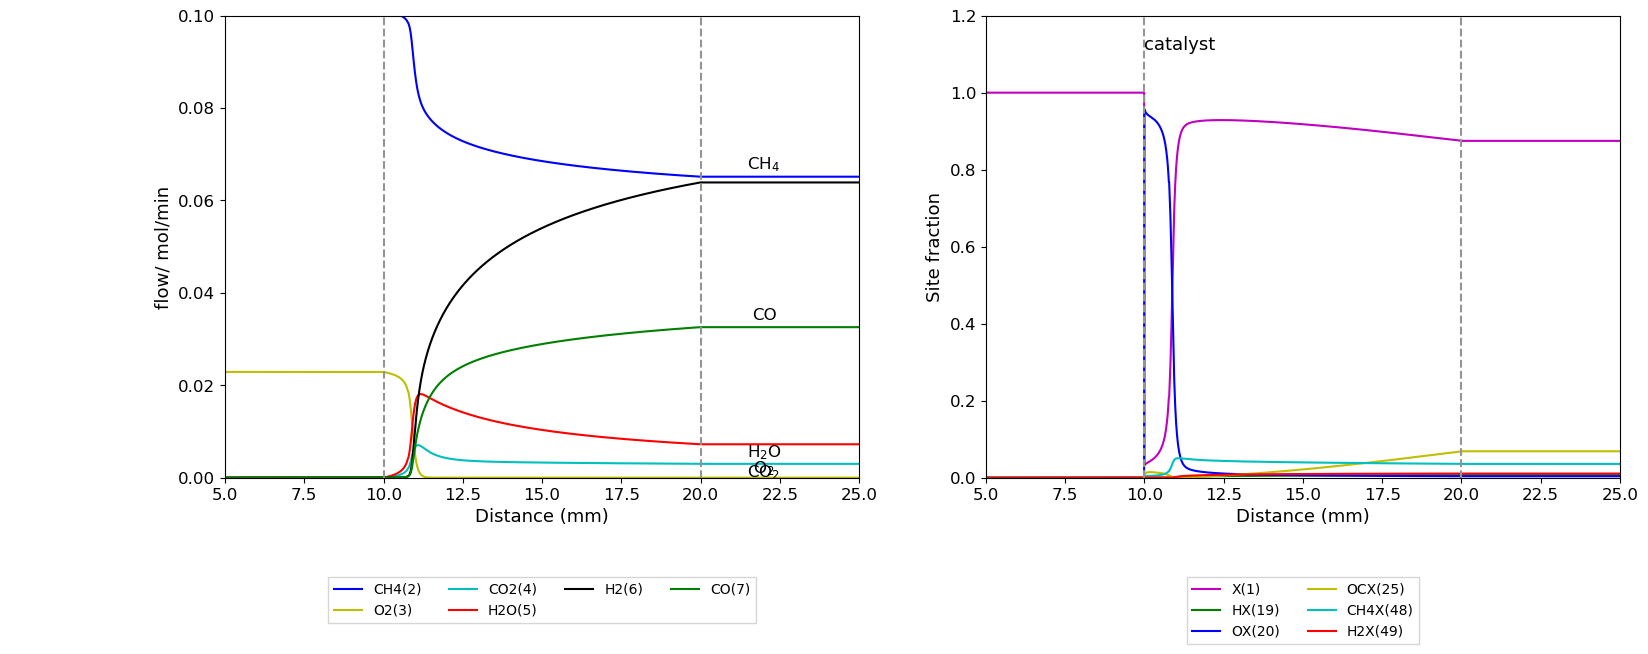 0.10
0.08
0.06
0.04
0.02
0.00
flow/ mol/min
CH₄
CO
H₂O
O₂
CO₂
5.0 7.5 10.0 12.5 15.0 17.5 20.0 22.5 25.0
Distance (mm)
CH4(2) CO2(4) H2(6) CO(7)
O2(3) H2O(5)
1.2
1.0
0.8
0.6
0.4
0.2
0.0
Site fraction
catalyst
5.0 7.5 10.0 12.5 15.0 17.5 20.0 22.5 25.0
Distance (mm)
X(1) OCX(25)
HX(19) CH4X(48)
OX(20) H2X(49)